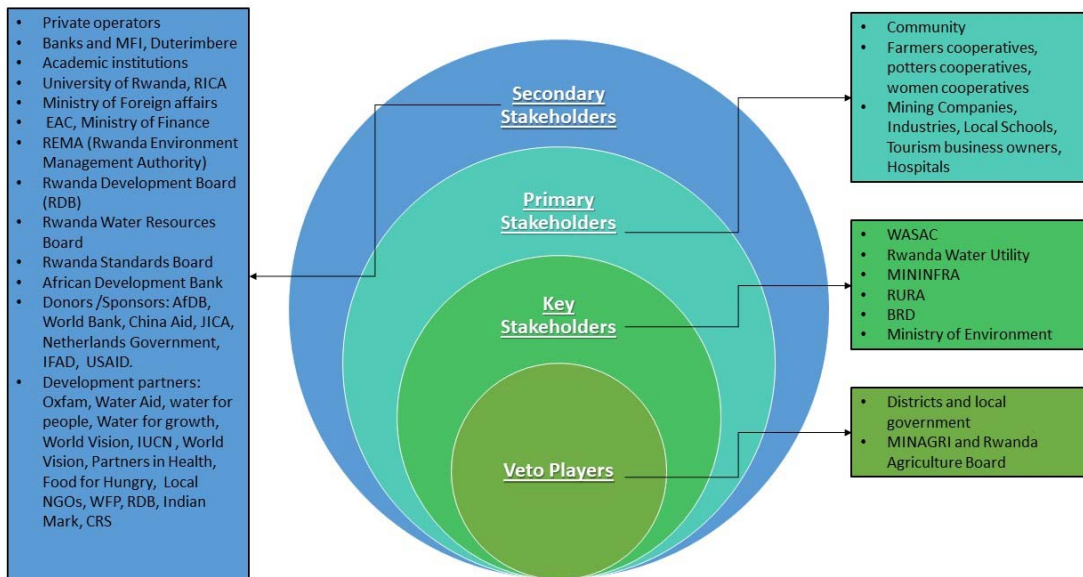 • Private operators
• Banks and MFI, Duterimbere
• Academic institutions
• University of Rwanda, RICA
• Ministry of Foreign affairs
• EAC, Ministry of Finance
• REMA (Rwanda Environment
Management Authority)
• Rwanda Development Board
(RDB)
• Rwanda Water Resources
Board
• Rwanda Standards Board
• African Development Bank
• Donors /Sponsors: AfDB,
World Bank, China Aid, JICA,
Netherlands Government,
IFAD, USAID.
• Development partners:
Oxfam, Water Aid, water for
people, Water for growth,
World Vision, IUCN , World
Vision, Partners in Health,
Food for Hungry, Local
NGOs, WFP, RDB, Indian
Mark, CRS
Secondary
Stakeholders
Primary
Stakeholders
Key
Stakeholders
Veto Players
• Community
• Farmers cooperatives,
potters cooperatives,
women cooperatives
• Mining Companies,
Industries, Local Schools,
Tourism business owners,
Hospitals
• WASAC
• Rwanda Water Utility
• MININFRA
• RURA
• BRD
• Ministry of Environment
• Districts and local
government
• MINAGRI and Rwanda
Agriculture Board